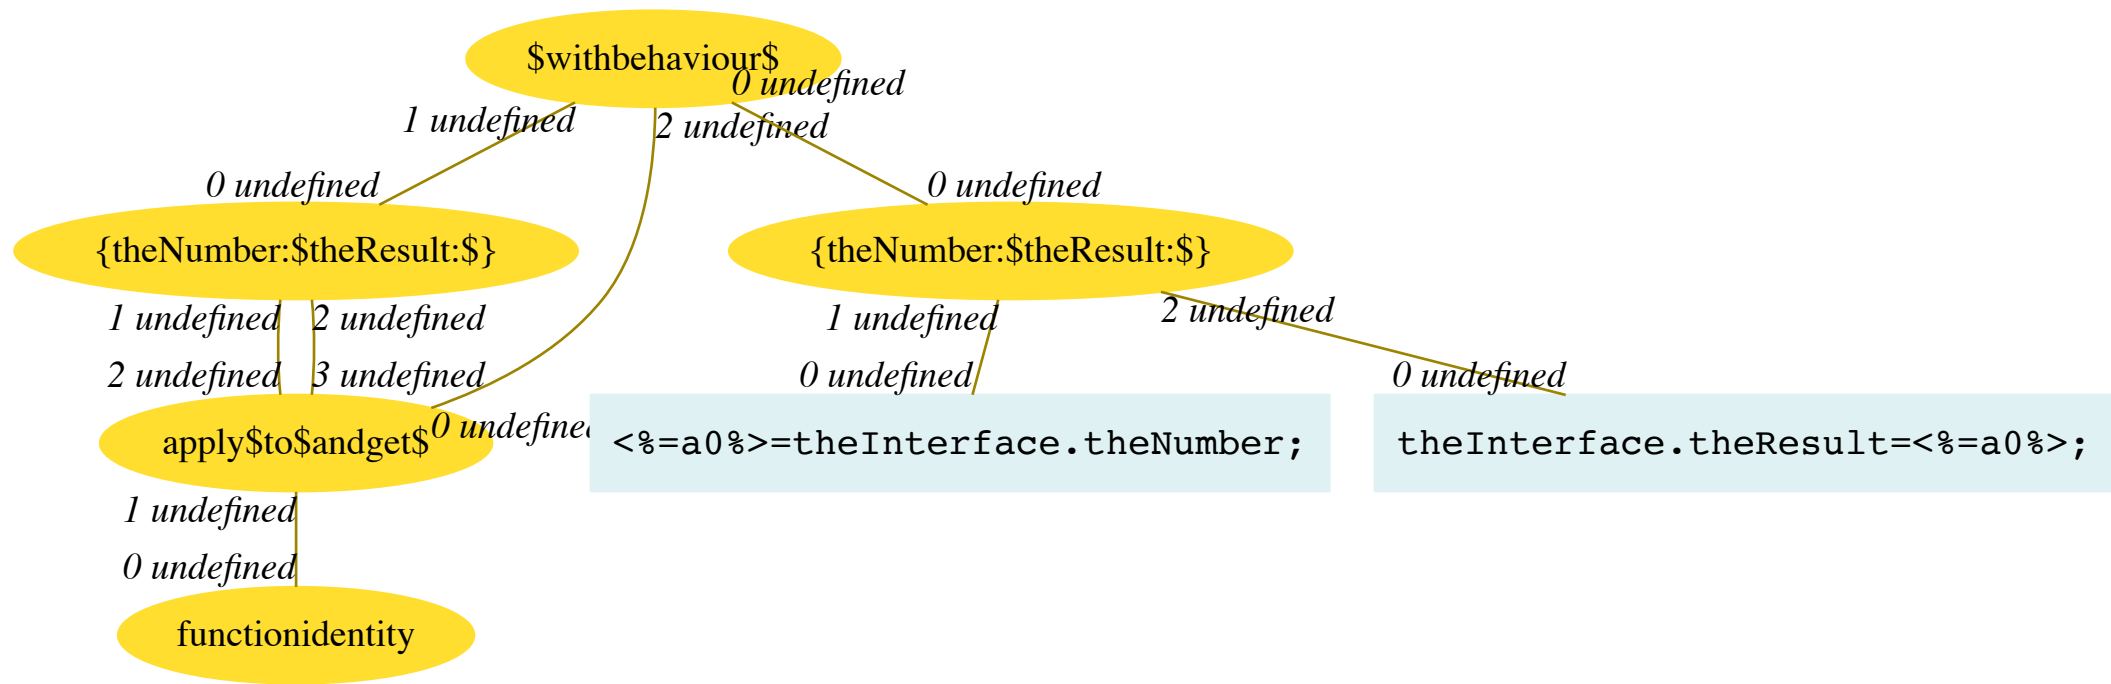 $withbehaviour$
0 undefined
1 undefined
2 undefined
0 undefined
0 undefined
{theNumber:$theResult:$}
{theNumber:$theResult:$}
1 undefined
2 undefined
1 undefined
2 undefined
2 undefined
3 undefined
0 undefined
0 undefined
apply$to$andget$
0 undefined
<%=a0%>=theInterface.theNumber;
theInterface.theResult=<%=a0%>;
1 undefined
0 undefined
functionidentity